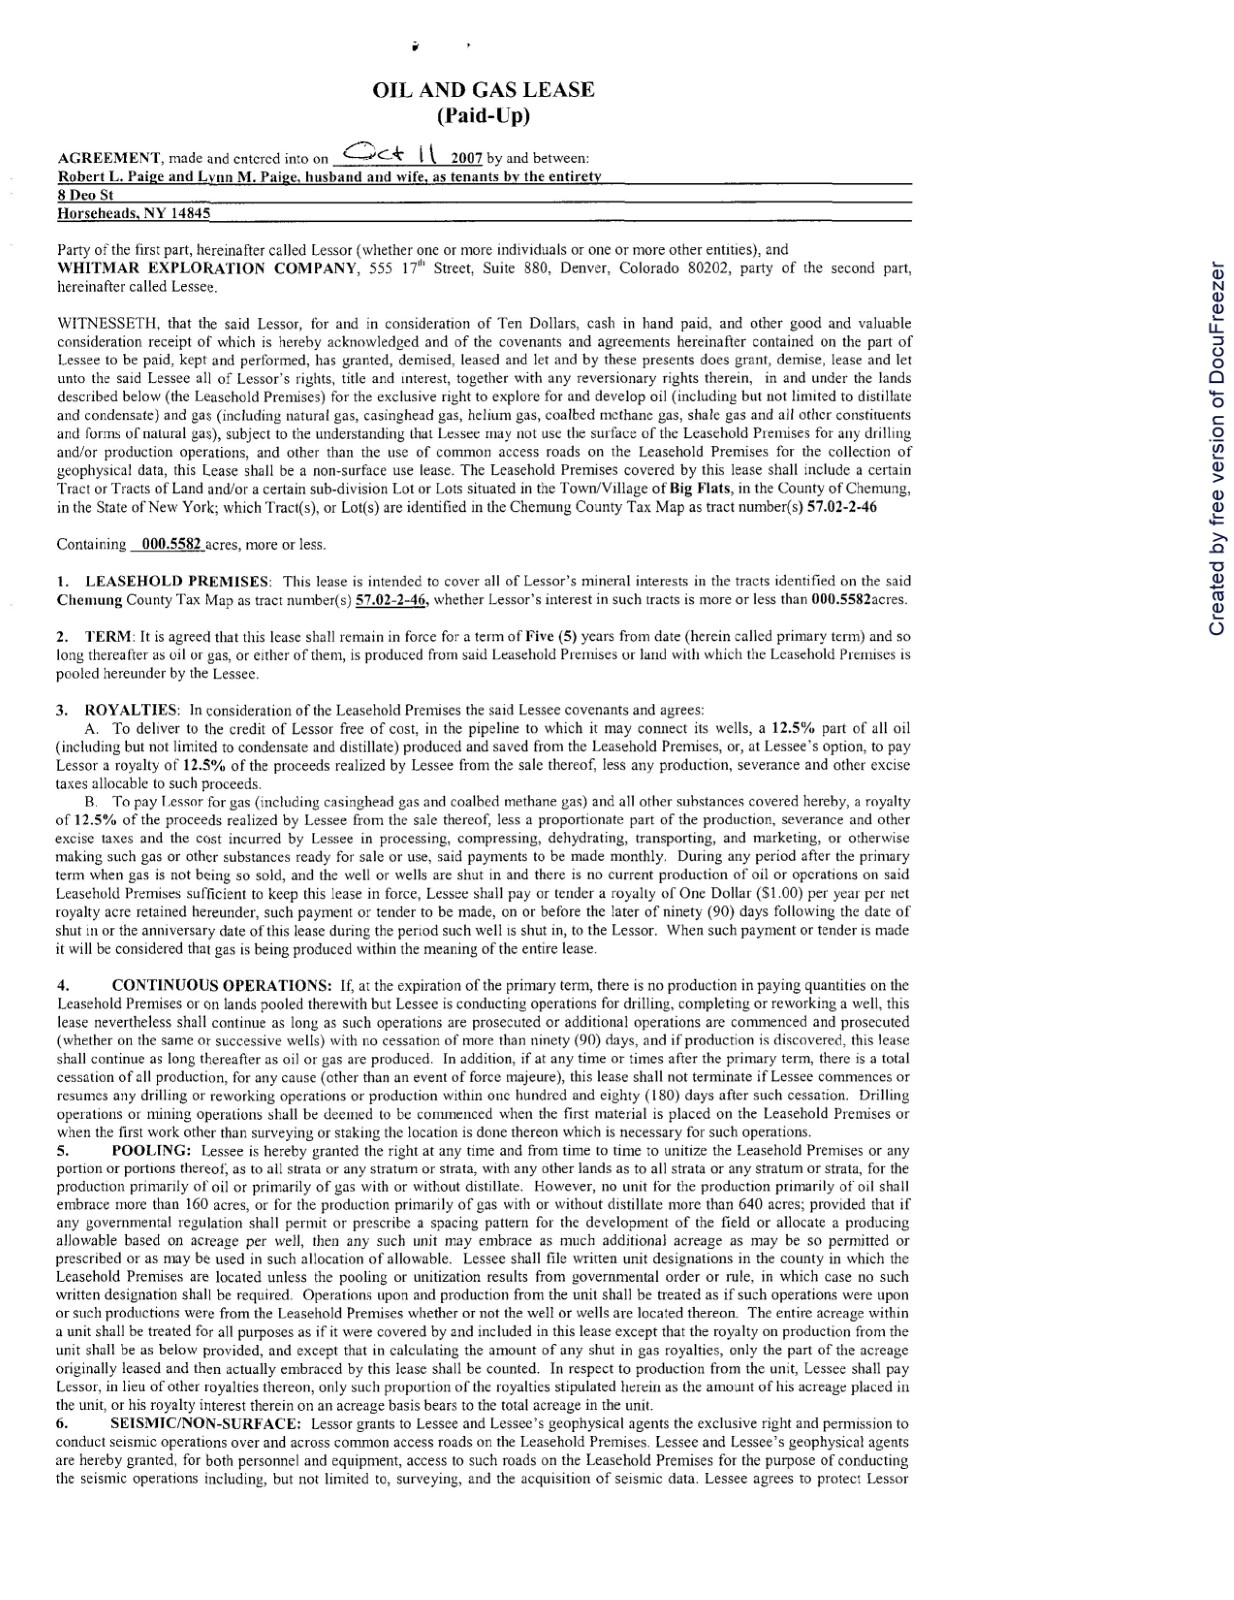 OIL AND GAS LEASE
(Paid-Up)
AGREEMENT, made and entered into on Oct 11 2007 by and between:
Robert L. Paige and Lynn M. Paige, husband and wife, as tenants by the entirety
8 Deo St
Horseheads, NY 14845
Party of the first part, hereinafter called Lessor (whether one or more individuals or one or more other entities), and
WHITMAR EXPLORATION COMPANY, 555 17th Street, Suite 880, Denver, Colorado 80202, party of the second part,
hereinafter called Lessee.
WITNESSETH, that the said Lessor, for and in consideration of Ten Dollars, cash in hand paid, and other good and valuable
consideration receipt of which is hereby acknowledged and of the covenants and agreements hereinafter contained on the part of
Lessee to be paid, kept and performed, has granted, demised, leased and let and by these presents does grant, demise, lease and let
unto the said Lessee all of Lessor's rights, title and interest, together with any reversionary rights therein, in and under the lands
described below (the Leasehold Premises) for the exclusive right to explore for and develop oil (including but not limited to distillate
and condensate) and gas (including natural gas, casinghead gas, helium gas, coalbed methane gas, shale gas and all other constituents
and forms of natural gas), subject to the understanding that Lessee may not use the surface of the Leasehold Premises for any drilling
and/or production operations, and other than the use of common access roads on the Leasehold Premises for the collection of
geophysical data, this Lease shall be a non-surface use lease. The Leasehold Premises covered by this lease shall include a certain
Tract or Tracts of Land and/or a certain sub-division Lot or Lots situated in the Town/Village of Big Flats, in the County of Chemung,
in the State of New York; which Tract(s), or Lot(s) are identified in the Chemung County Tax Map as tract number(s) 57.02-2-46
Containing 000.5582 acres, more or less.
1. LEASEHOLD PREMISES: This lease is intended to cover all of Lessor's mineral interests in the tracts identified on the said
Chemung County Tax Map as tract number(s) 57.02-2-46, whether Lessor's interest in such tracts is more or less than 000.5582acres.
2. TERM: It is agreed that this lease shall remain in force for a term of Five (5) years from date (herein called primary term) and so
long thereafter as oil or gas, or either of them, is produced from said Leasehold Premises or land with which the Leasehold Premises is
pooled hereunder by the Lessee.
3. ROYALTIES: In consideration of the Leasehold Premises the said Lessee covenants and agrees:
A. To deliver to the credit of Lessor free of cost, in the pipeline to which it may connect its wells, a 12.5% part of all oil
(including but not limited to condensate and distillate) produced and saved from the Leasehold Premises, or, at Lessee's option, to pay
Lessor a royalty of 12.5% of the proceeds realized by Lessee from the sale thereof, less any production, severance and other excise
taxes allocable to such proceeds.
B. To pay Lessor for gas (including casinghead gas and coalbed methane gas) and all other substances covered hereby, a royalty
of 12.5% of the proceeds realized by Lessee from the sale thereof, less a proportionate part of the production, severance and other
excise taxes and the cost incurred by Lessee in processing, compressing, dehydrating, transporting, and marketing, or otherwise
making such gas or other substances ready for sale or use, said payments to be made monthly. During any period after the primary
term when gas is not being so sold, and the well or wells are shut in and there is no current production of oil or operations on said
Leasehold Premises sufficient to keep this lease in force, Lessee shall pay or tender a royalty of One Dollar ($1.00) per year per net
royalty acre retained hereunder, such payment or tender to be made, on or before the later of ninety (90) days following the date of
shut in or the anniversary date of this lease during the period such well is shut in, to the Lessor. When such payment or tender is made
it will be considered that gas is being produced within the meaning of the entire lease.
4. CONTINUOUS OPERATIONS: If, at the expiration of the primary term, there is no production in paying quantities on the
Leasehold Premises or on lands pooled therewith but Lessee is conducting operations for drilling, completing or reworking a well, this
lease nevertheless shall continue as long as such operations are prosecuted or additional operations are commenced and prosecuted
(whether on the same or successive wells) with no cessation of more than ninety (90) days, and if production is discovered, this lease
shall continue as long thereafter as oil or gas are produced. In addition, if at any time or times after the primary term, there is a total
cessation of all production, for any cause (other than an event of force majeure), this lease shall not terminate if Lessee commences or
resumes any drilling or reworking operations or production within one hundred and eighty (180) days after such cessation. Drilling
operations or mining operations shall be deemed to be commenced when the first material is placed on the Leasehold Premises or
when the first work other than surveying or staking the location is done thereon which is necessary for such operations.
5. POOLING: Lessee is hereby granted the right at any time and from time to time to unitize the Leasehold Premises or any
portion or portions thereof, as to all strata or any stratum or strata, with any other lands as to all strata or any stratum or strata, for the
production primarily of oil or primarily of gas with or without distillate. However, no unit for the production primarily of oil shall
embrace more than 160 acres, or for the production primarily of gas with or without distillate more than 640 acres; provided that if
any governmental regulation shall permit or prescribe a spacing pattern for the development of the field or allocate a producing
allowable based on acreage per well, then any such unit may embrace as much additional acreage as may be so permitted or
prescribed or as may be used in such allocation of allowable. Lessee shall file written unit designations in the county in which the
Leasehold Premises are located unless the pooling or unitization results from governmental order or rule, in which case no such
written designation shall be required. Operations upon and production from the unit shall be treated as if such operations were upon
or such productions were from the Leasehold Premises whether or not the well or wells are located thereon. The entire acreage within
a unit shall be treated for all purposes as if it were covered by and included in this lease except that the royalty on production from the
unit shall be as below provided, and except that in calculating the amount of any shut in gas royalties, only the part of the acreage
originally leased and then actually embraced by this lease shall be counted. In respect to production from the unit, Lessee shall pay
Lessor, in lieu of other royalties thereon, only such proportion of the royalties stipulated herein as the amount of his acreage placed in
the unit, or his royalty interest therein on an acreage basis bears to the total acreage in the unit.
6. SEISMIC/NON-SURFACE: Lessor grants to Lessee and Lessee's geophysical agents the exclusive right and permission to
conduct seismic operations over and across common access roads on the Leasehold Premises. Lessee and Lessee's geophysical agents
are hereby granted, for both personnel and equipment, access to such roads on the Leasehold Premises for the purpose of conducting
the seismic operations including, but not limited to, surveying, and the acquisition of seismic data. Lessee agrees to protect Lessor
Created by free version of DocuFreezer